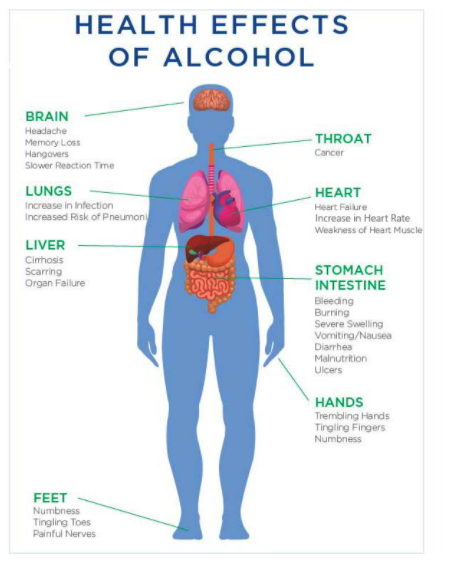 HEALTH EFFECTS
OF ALCOHOL
BRAIN
Headache
Memory Loss
Hangovers
Slower Reaction Time
THROAT
Cancer
LUNGS
Increase in Infection
Increased Risk of Pneumoni
HEART
Heart Failure
Increase in Heart Rate
Weakness of Heart Muscle
LIVER
Cirrhosis
Scarring
Organ Failure
STOMACH
INTESTINE
Bleeding
Burning
Severe Swelling
Vomiting/Nausea
Diarrhea
Malnutrition
Ulcers
HANDS
Trembling Hands
Tingling Fingers
Numbness
FEET
Numbness
Tingling Toes
Painful Nerves